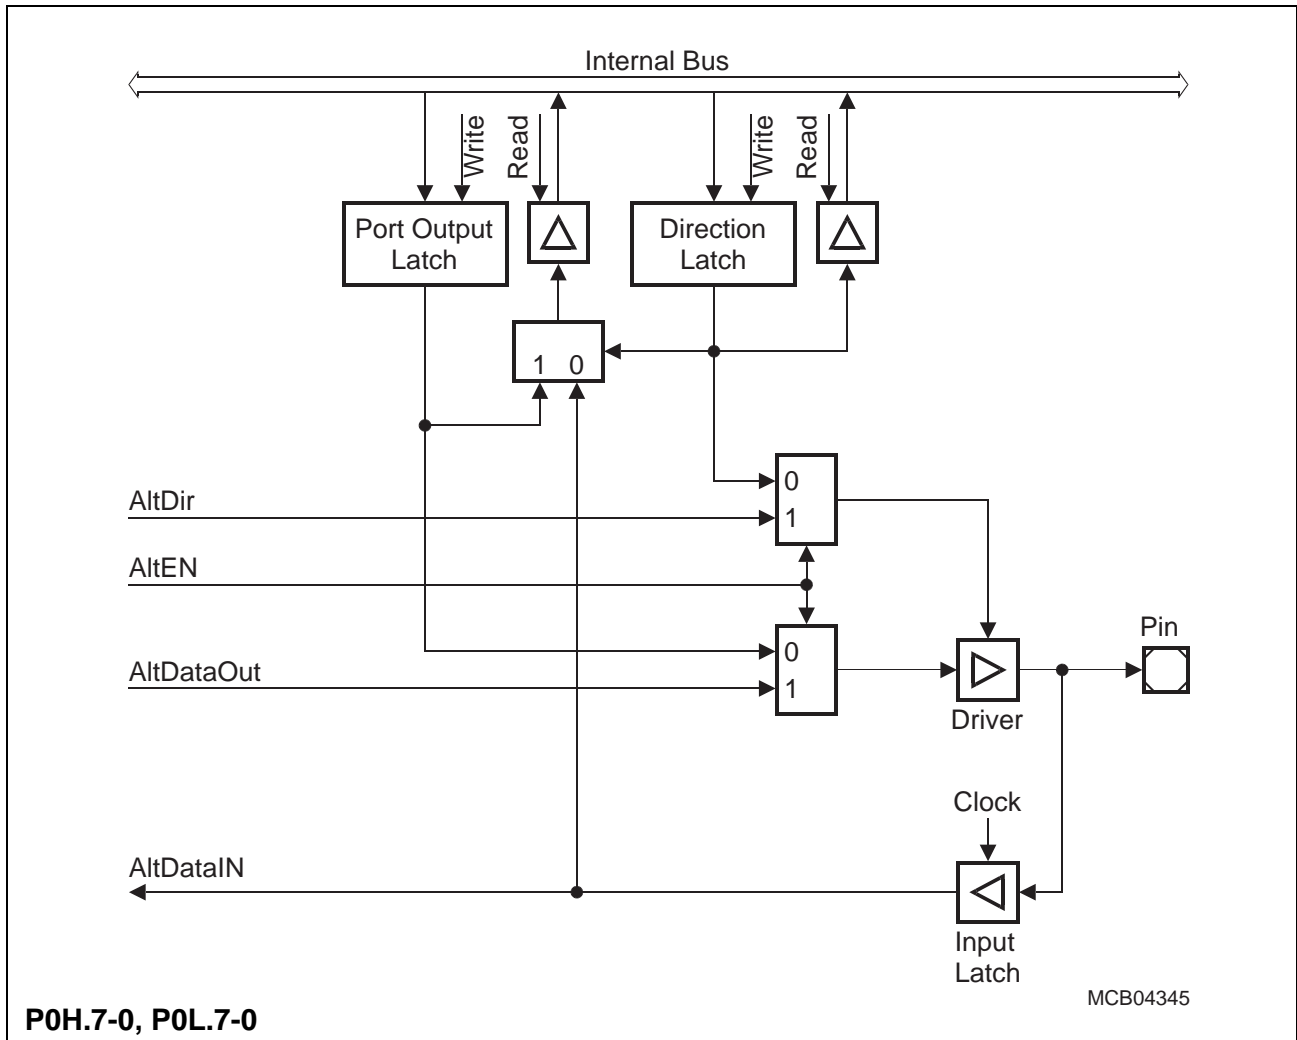 Internal Bus
Write
Read
Write
Read
Port Output
Latch
Direction
Latch
1 0
0
1
AltDir
AltEN
0
1
AltDataOut
Pin
Driver
Clock
AltDataIN
Input
Latch
MCB04345
P0H.7-0, P0L.7-0